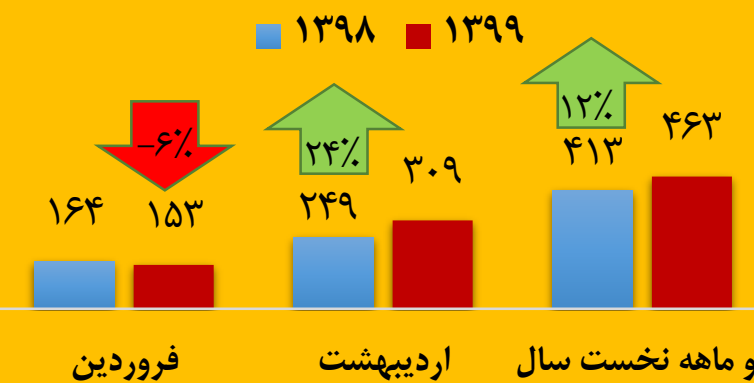 ۱۳۹۸ ۱۳۹۹
-۶٪ ۲۴٪ ۱۲٪
۱۶۴ ۱۵۳ ۲۴۹ ۳۰۹ ۴۱۳ ۴۶۳
فروردین
اردیبهشت
و ماهه نخست سال